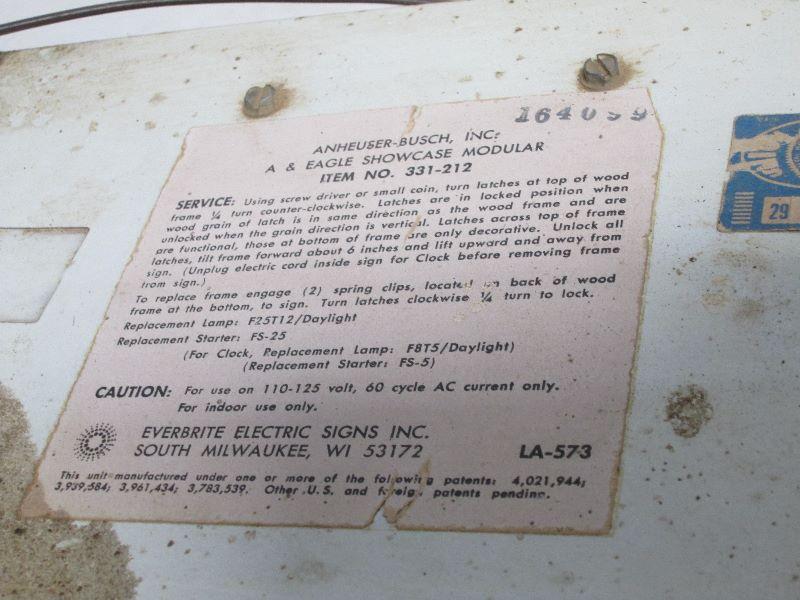 164099
ANHEUSER-BUSCH, INC.
A & EAGLE SHOWCASE MODULAR
ITEM NO. 331-212
SERVICE: Using screw driver or small coin, turn latches at top of wood
frame ¼ turn counter-clockwise. Latches are in locked position when
wood grain of latch is in same direction as the wood frame and are
unlocked when the grain direction is vertical. Latches across top of frame
are functional, those at bottom of frame are only decorative. Unlock all
latches, tilt frame forward about 6 inches and lift upward and away from
sign. (Unplug electric cord inside sign for Clock before removing frame
from sign.)
To replace frame engage (2) spring clips, located on back of wood
frame at the bottom, to sign. Turn latches clockwise ¼ turn to lock.
Replacement Lamp: F25T12/Daylight
Replacement Starter: FS-25
(For Clock, Replacement Lamp: F8T5/Daylight)
(Replacement Starter: FS-5)
CAUTION: For use on 110-125 volt, 60 cycle AC current only.
For indoor use only.
EVERBRITE ELECTRIC SIGNS INC.
SOUTH MILWAUKEE, WI 53172 LA-573
This unit manufactured under one or more of the following patents: 4,021,944;
3,939,584; 3,961,434; 3,783,539. Other U.S. and foreign patents pending.
29